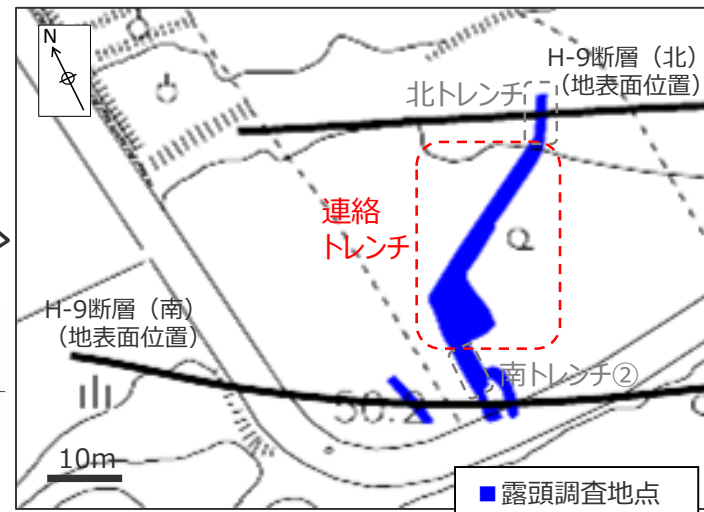 N
H-9断層（北）
（地表面位置）
北トレンチ
連絡
トレンチ
H-9断層（南）
（地表面位置）
南トレンチ②
50.2
10m
■露頭調査地点